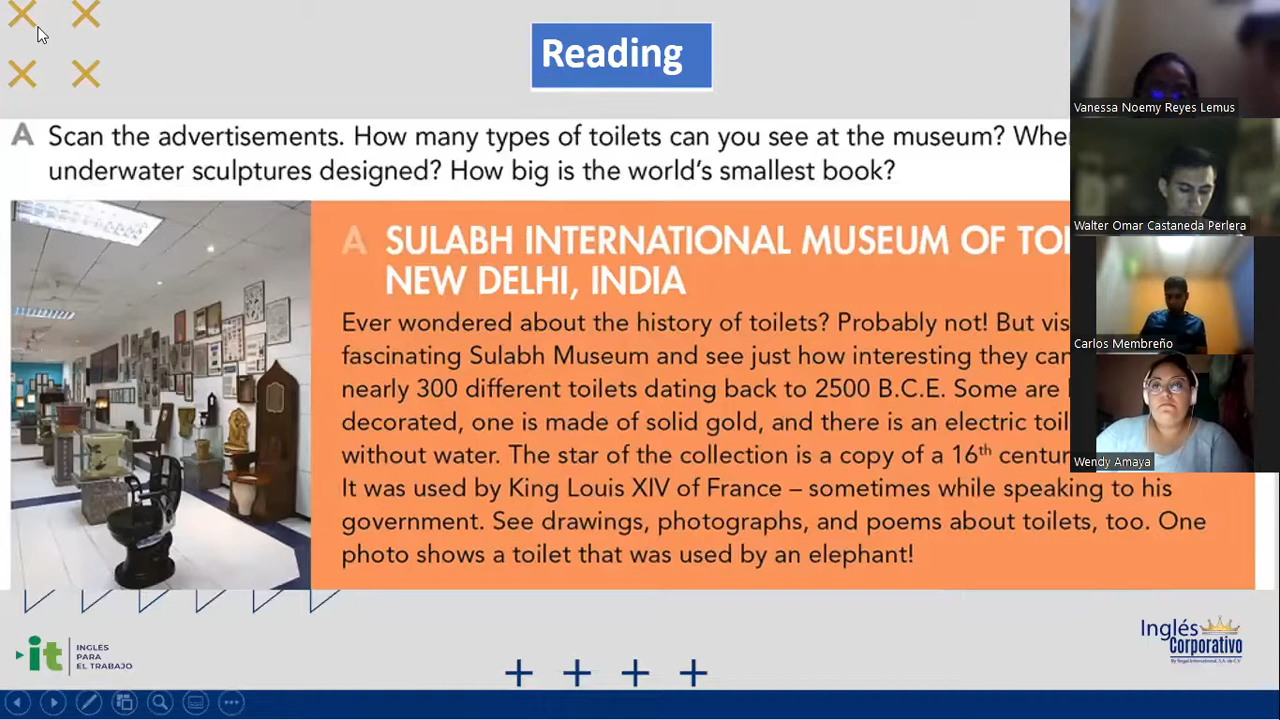 Reading
A Scan the advertisements. How many types of toilets can you see at the museum?
underwater sculptures designed? How big is the world's smallest book?
A SULABH INTERNATIONAL MUSEUM OF
NEW DELHI, INDIA
Ever wondered about the history of toilets? Probably not! But
fascinating Sulabh Museum and see just how interesting they
nearly 300 different toilets dating back to 2500 B.C.E. Some are
decorated, one is made of solid gold, and there is an electric
without water. The star of the collection is a copy of a 16th
It was used by King Louis XIV of France – sometimes while speaking to his
government. See drawings, photographs, and poems about toilets, too. One
photo shows a toilet that was used by an elephant!
Vanessa Noemy Reyes Lemus
Walter Omar Castaneda Perlera
Carlos Membreño
Wendy Amaya
it INGLÉS
PARA
EL TRABAJO
Inglés
Corporativo